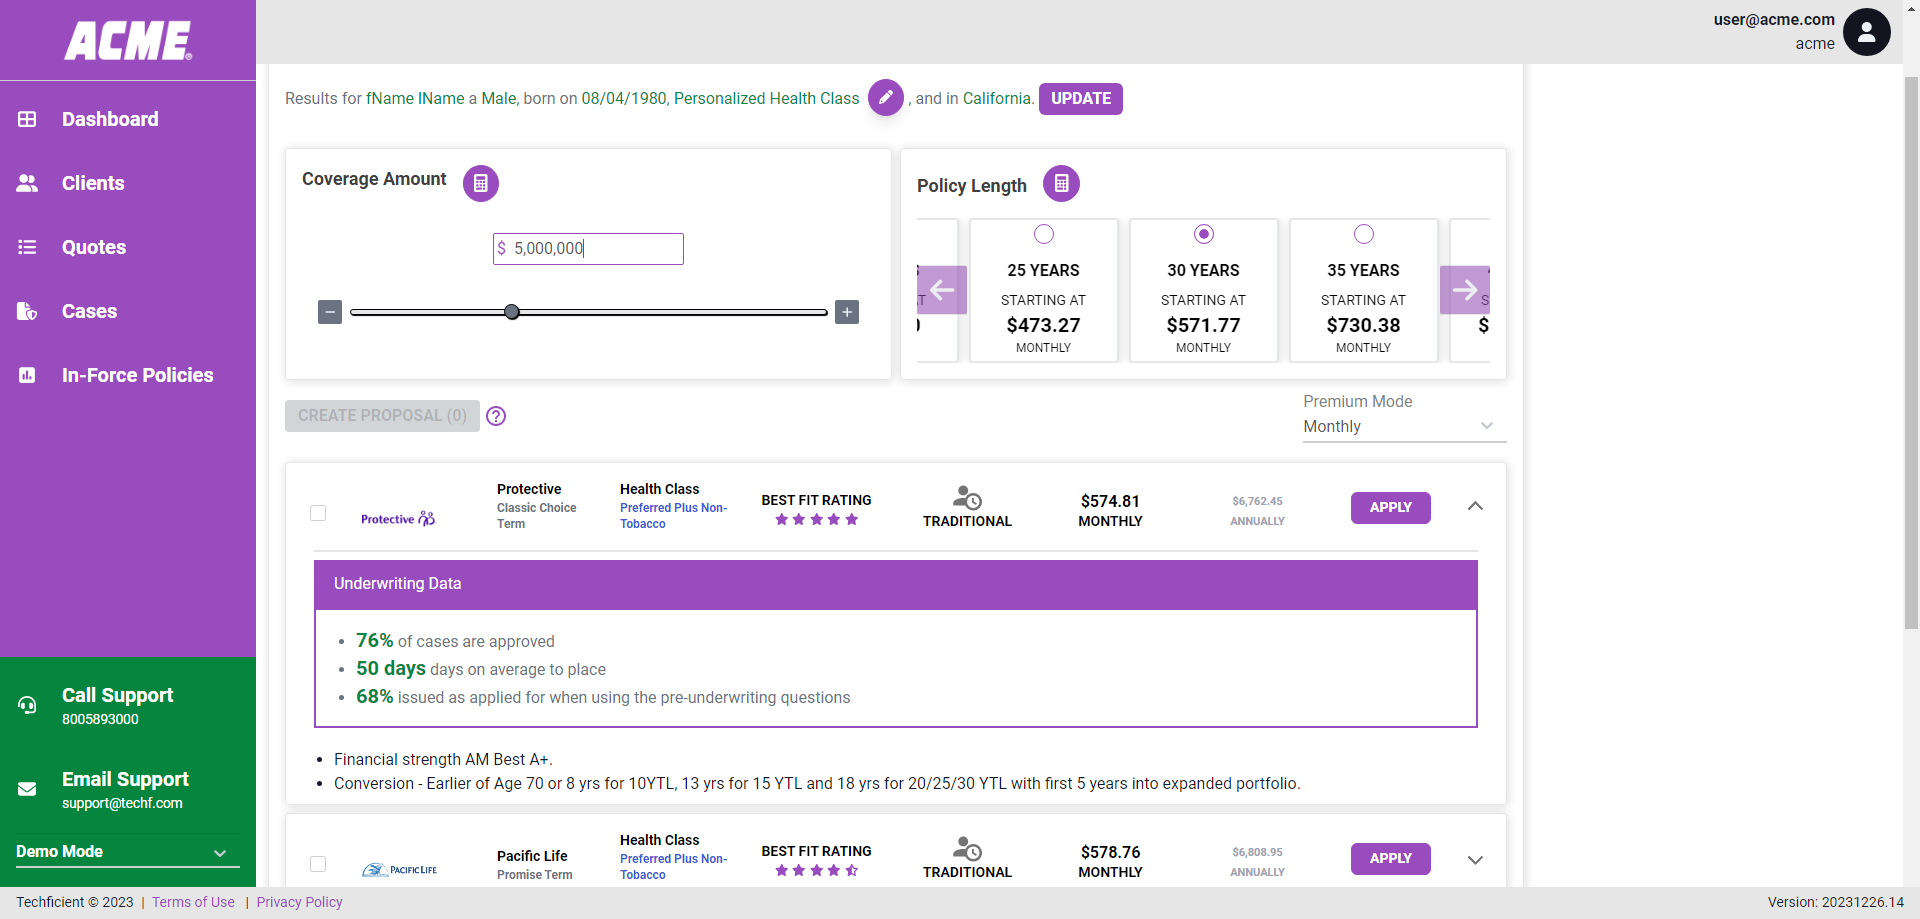 ACME
user@acme.com
acme
Dashboard
Clients
Quotes
Cases
In-Force Policies
Call Support
8005893000
Email Support
support@techf.com
Demo Mode
Results for fName lName a Male, born on 08/04/1980, Personalized Health Class , and in California. UPDATE
Coverage Amount
$ 5,000,000
Policy Length
25 YEARS
STARTING AT
$473.27
MONTHLY
30 YEARS
STARTING AT
$571.77
MONTHLY
35 YEARS
STARTING AT
$730.38
MONTHLY
S
$
CREATE PROPOSAL (0)
Premium Mode
Monthly
Protective
Protective
Classic Choice
Term
Health Class
Preferred Plus Non-
Tobacco
BEST FIT RATING
TRADITIONAL
$574.81
MONTHLY
$6,762.45
ANNUALLY
APPLY
Underwriting Data
• 76% of cases are approved
• 50 days days on average to place
• 68% issued as applied for when using the pre-underwriting questions
• Financial strength AM Best A+.
• Conversion - Earlier of Age 70 or 8 yrs for 10YTL, 13 yrs for 15 YTL and 18 yrs for 20/25/30 YTL with first 5 years into expanded portfolio.
PACIFIC LIFE
Pacific Life
Promise Term
Health Class
Preferred Plus Non-
Tobacco
BEST FIT RATING
TRADITIONAL
$578.76
MONTHLY
$6,808.95
ANNUALLY
APPLY
Techficient © 2023 | Terms of Use | Privacy Policy
Version: 20231226.14